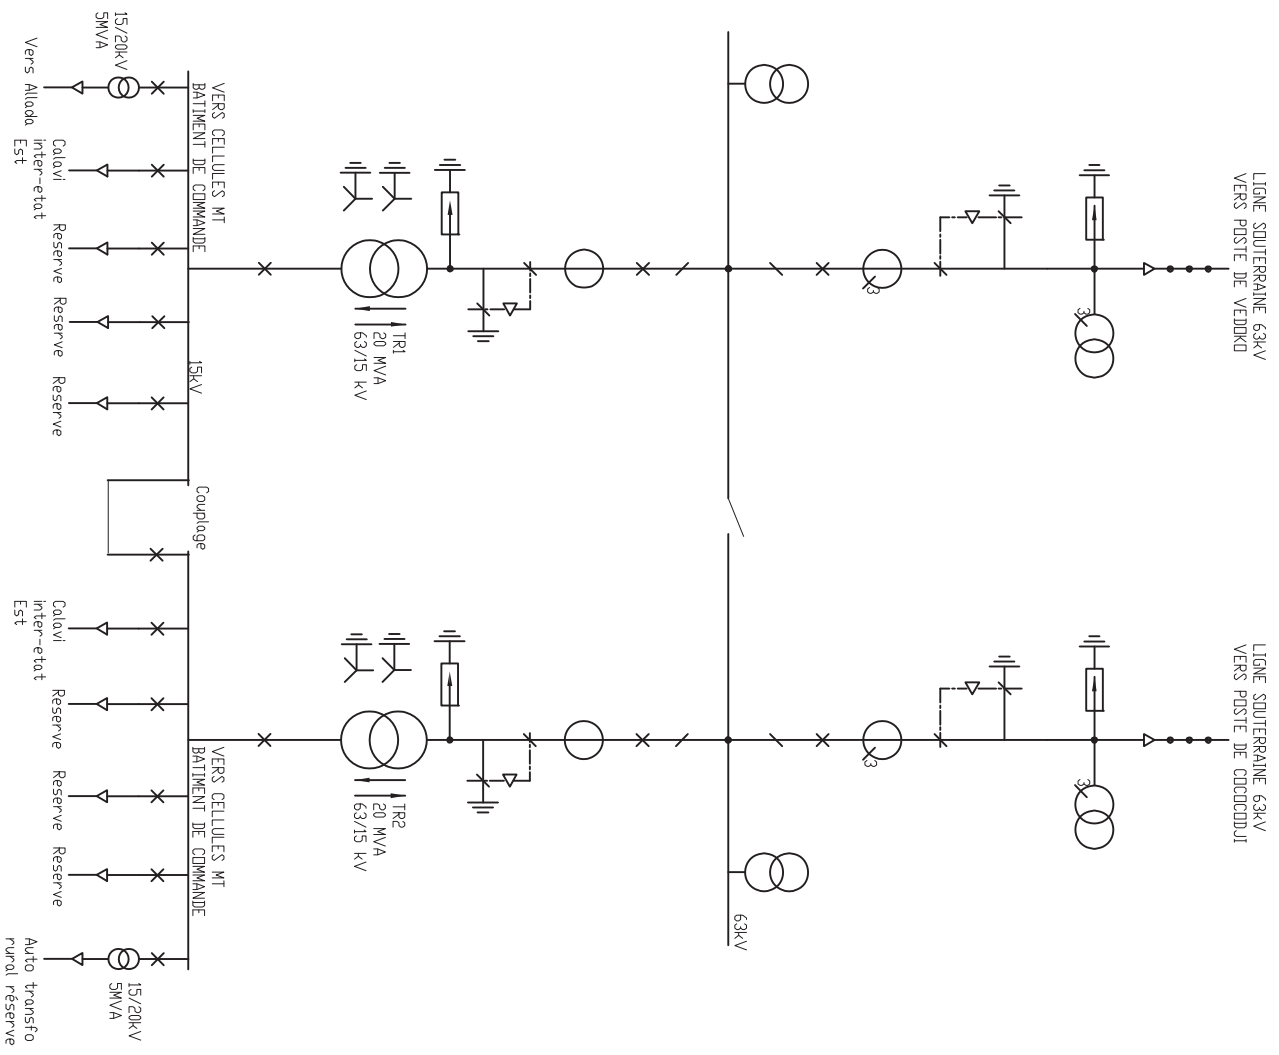 LIGNE SOUTERRAINE 63kV
VERS POSTE DE VEDOKO
LIGNE SOUTERRAINE 63kV
VERS POSTE DE COCOCODJI
3
3
3
3
63kV
TR1
20 MVA
63/15 kV
TR2
20 MVA
63/15 kV
VERS CELLULES MT
BATIMENT DE COMMANDE
15kV
Couplage
VERS CELLULES MT
BATIMENT DE COMMANDE
15/20kV
5MVA
15/20kV
5MVA
Vers Allada
Calavi
inter-etat
Est
Reserve
Reserve
Reserve
Calavi
inter-etat
Est
Reserve
Reserve
Reserve
Auto transfo
rural réserve